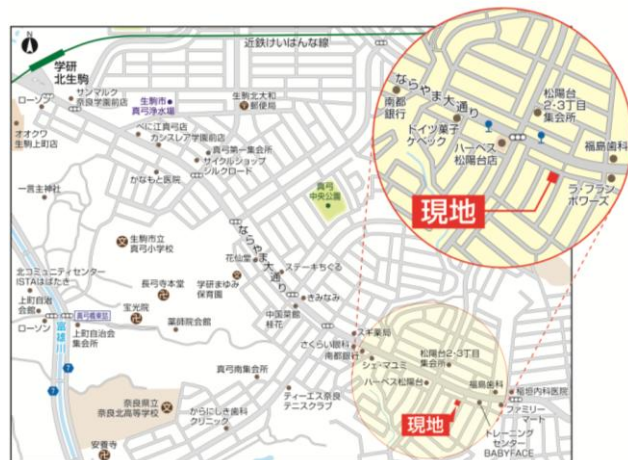 N
近鉄けいはんな線
学研
北生駒
ローソン
サンマルク
奈良学園前店
生駒市
真弓浄水場
生駒北大和
郵便局
オオクワ
生駒上町店
べに江真弓店
カシスレア学園前店
真弓第一集会所
サイクルショップ
シルクロード
かなもと医院
一言主神社
真弓
中央公園
生駒市立
真弓小学校
ならやま大通り
花仙堂
ステーキちぐる
北コミュニティセンター
ISTAはばたき
長弓寺本堂
学研まゆみ
保育園
きみなみ
上町自治
会館
宝光院
中国菜館
桂花
ローソン
真弓橋東詰
上町自治会
集会所
薬師院会館
スギ薬局
さくらい眼科
南都銀行
シェ・マユミ
松陽台2・3丁目
集会所
富雄川
7
7
真弓南集会所
ハーベス松陽台
福島歯科
稲垣内科医院
ティーエス奈良
テニスクラブ
ファミリー
マート
奈良県立
奈良北高等学校
からにしき歯科
クリニック
現地
トレーニング
センター
BABYFACE
安養寺
ならやま大通り
南都
銀行
松陽台
2・3丁目
集会所
ドイツ菓子
ゲベック
ハーベス
松陽台店
福島歯科
ラ・フラン
ボワーズ
現地